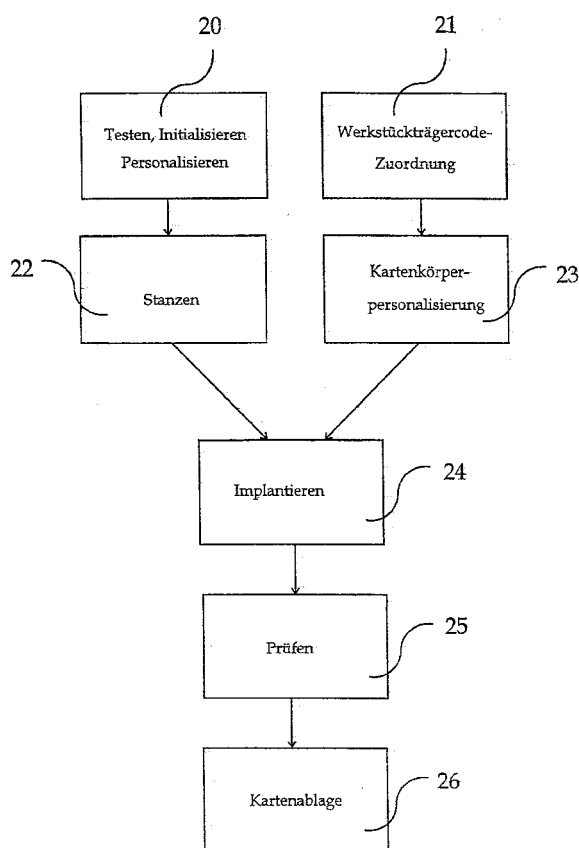 20
21
Testen, Initialisieren
Personalisieren
Werkstückträgercode-
Zuordnung
22
Stanzen
Kartenkörper-
personalisierung
23
Implantieren
24
Prüfen
25
Kartenablage
26